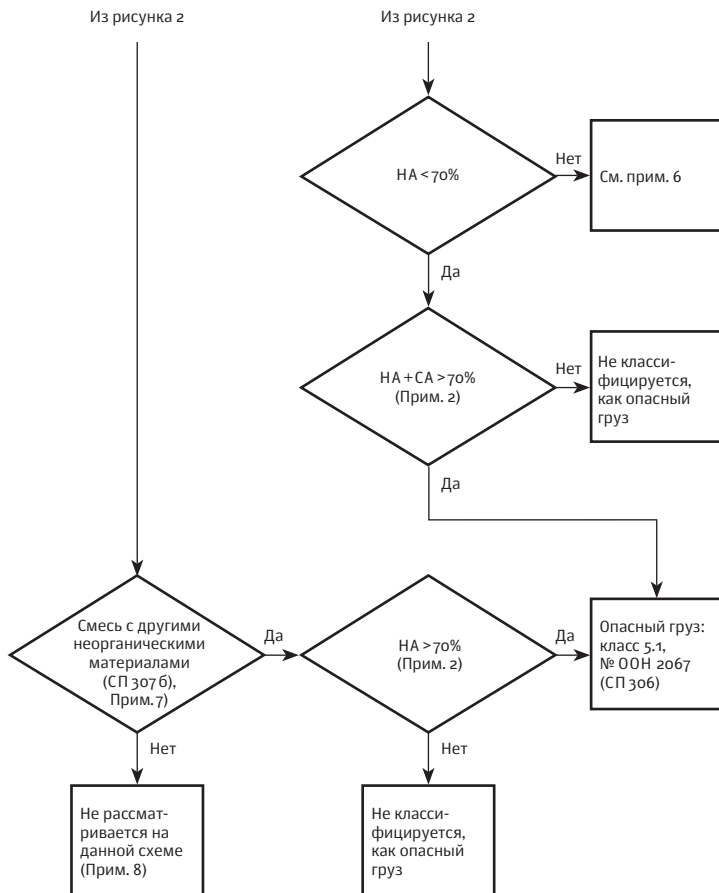 Из рисунка 2
Из рисунка 2
НА < 70%
Нет
См. прим. 6
Да
НА + СА > 70%
(Прим. 2)
Нет
Не класси-
фицируется,
как опасный
груз
Да
Смесь с другими
неорганическими
материалами
(СП 307 б),
Прим. 7)
Да
НА > 70%
(Прим. 2)
Да
Опасный груз:
класс 5.1,
№ ООН 2067
(СП 306)
Нет
Нет
Не рассмат-
ривается на
данной схеме
(Прим. 8)
Не класси-
фицируется,
как опасный
груз